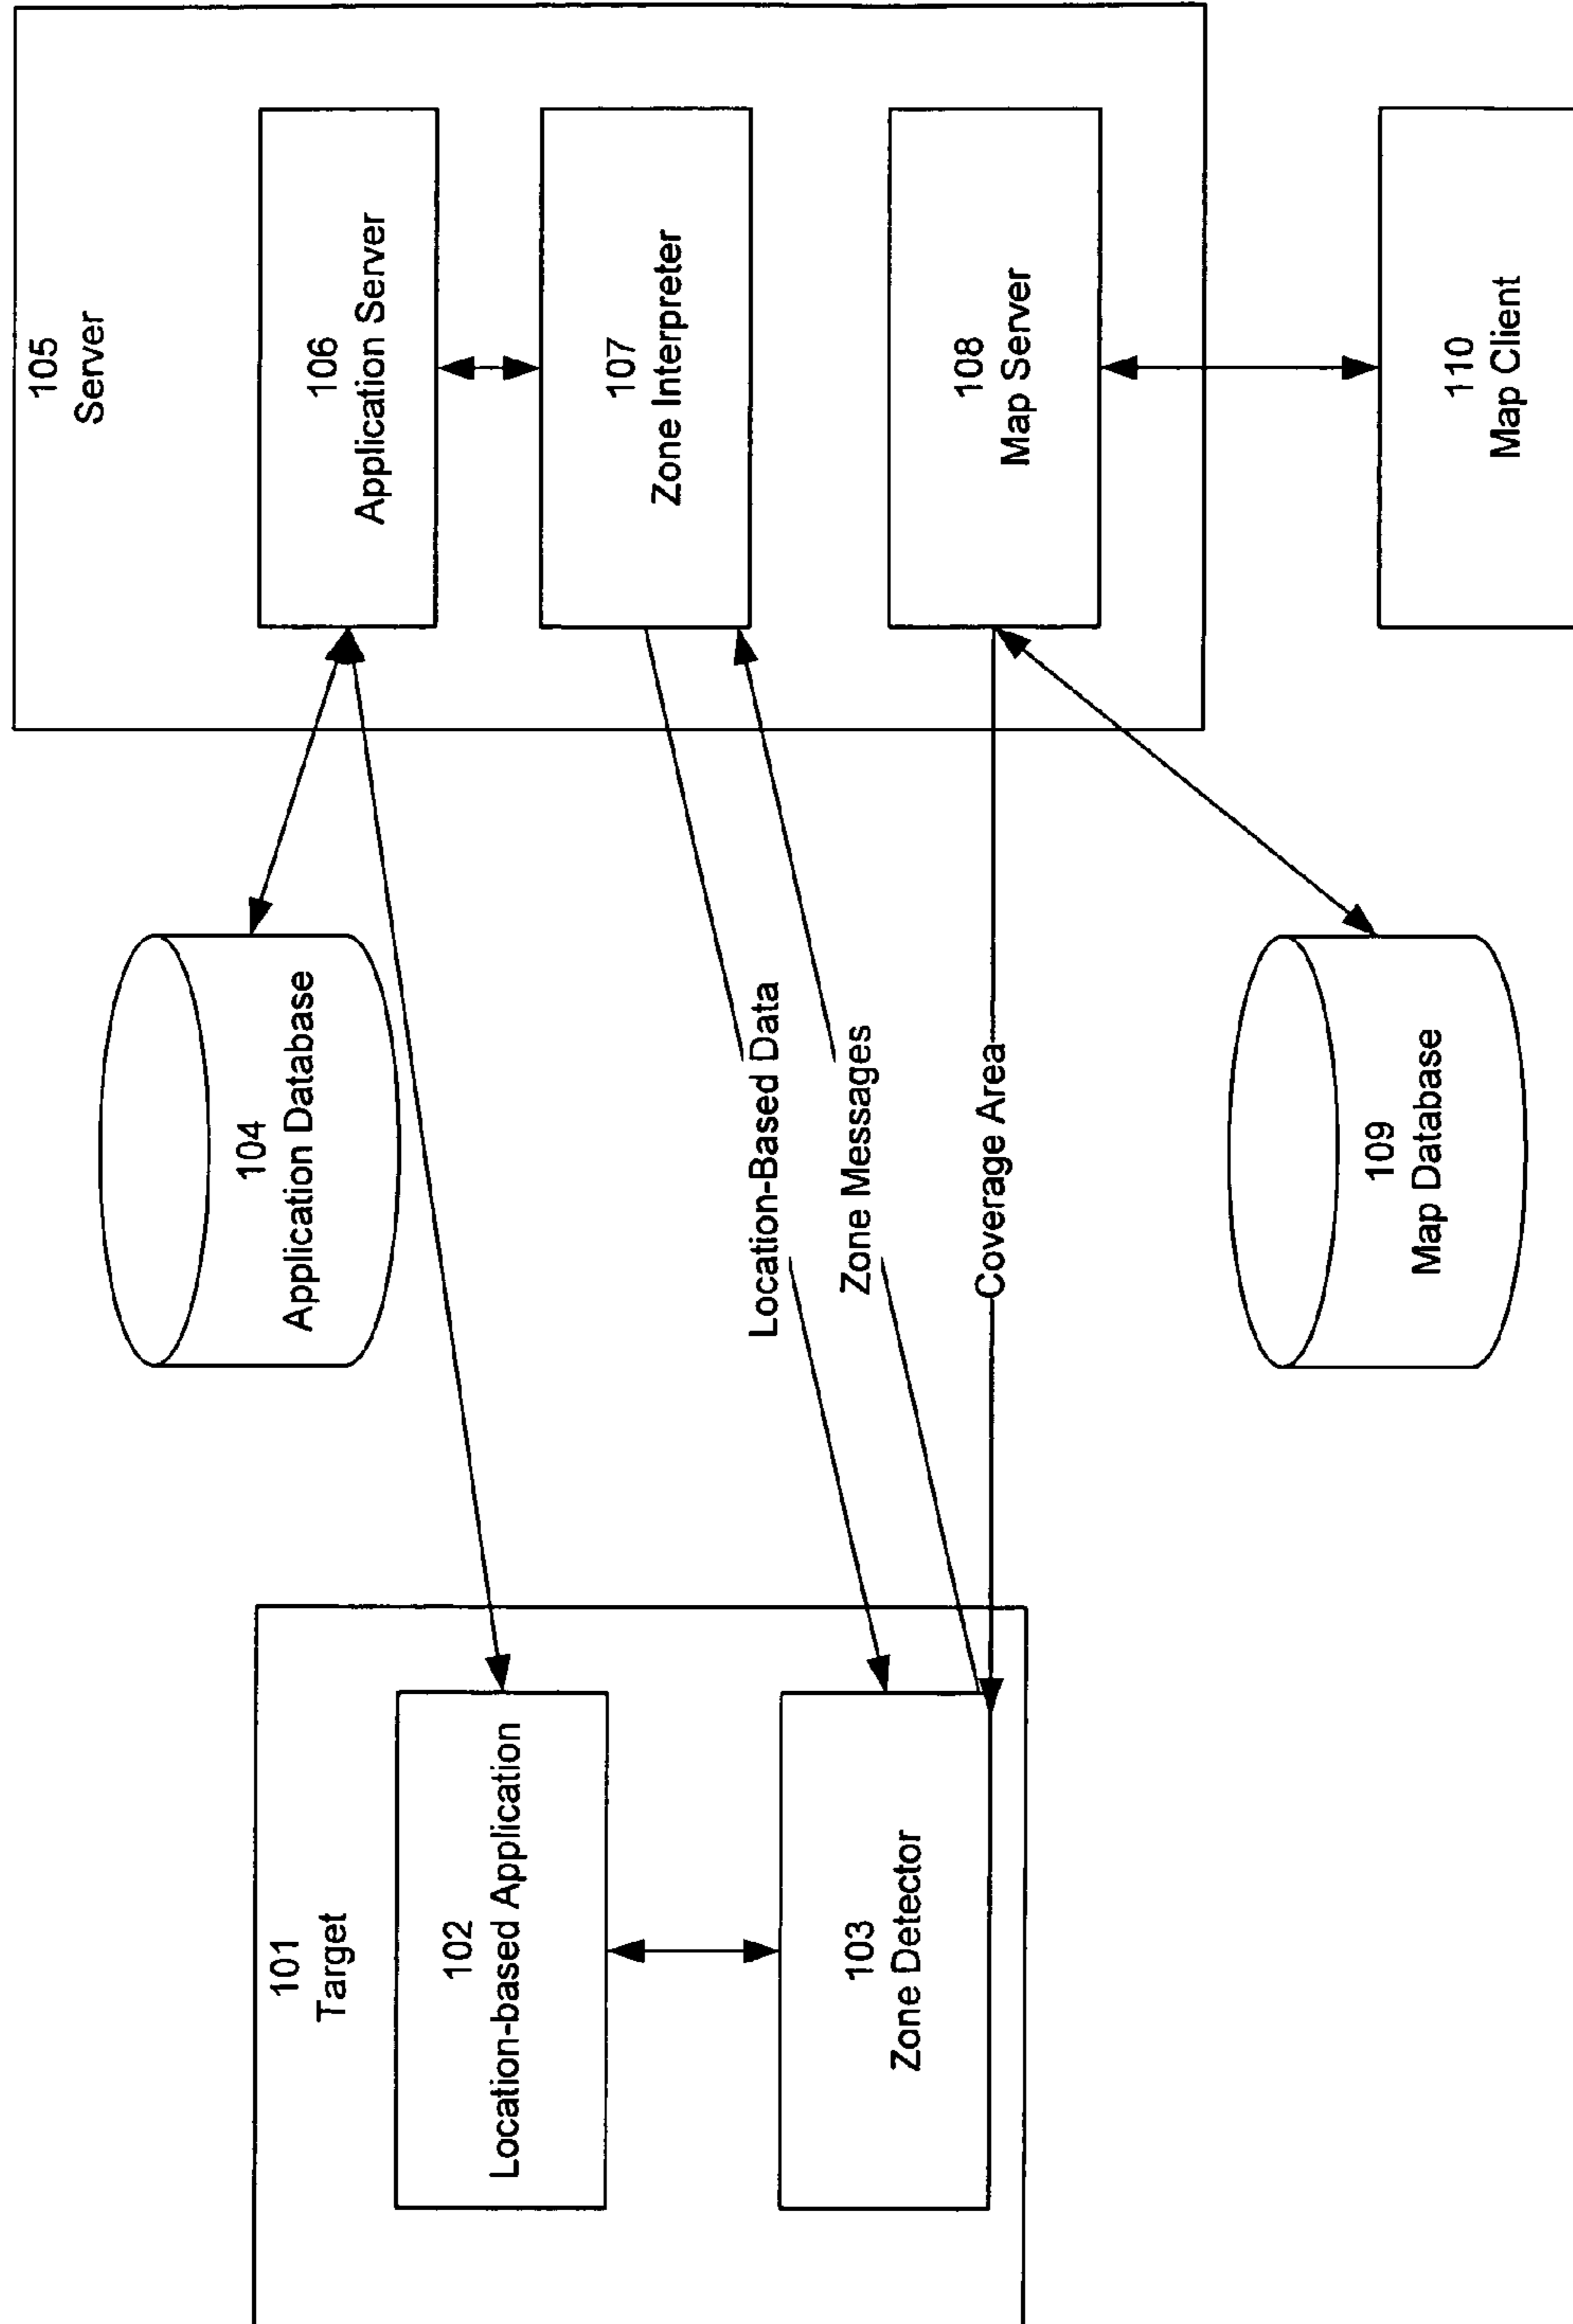 101
Target
102
Location-based Application
103
Zone Detector
104
Application Database
Location-Based Data
Zone Messages
Coverage Area
109
Map Database
105
Server
106
Application Server
107
Zone Interpreter
108
Map Server
110
Map Client